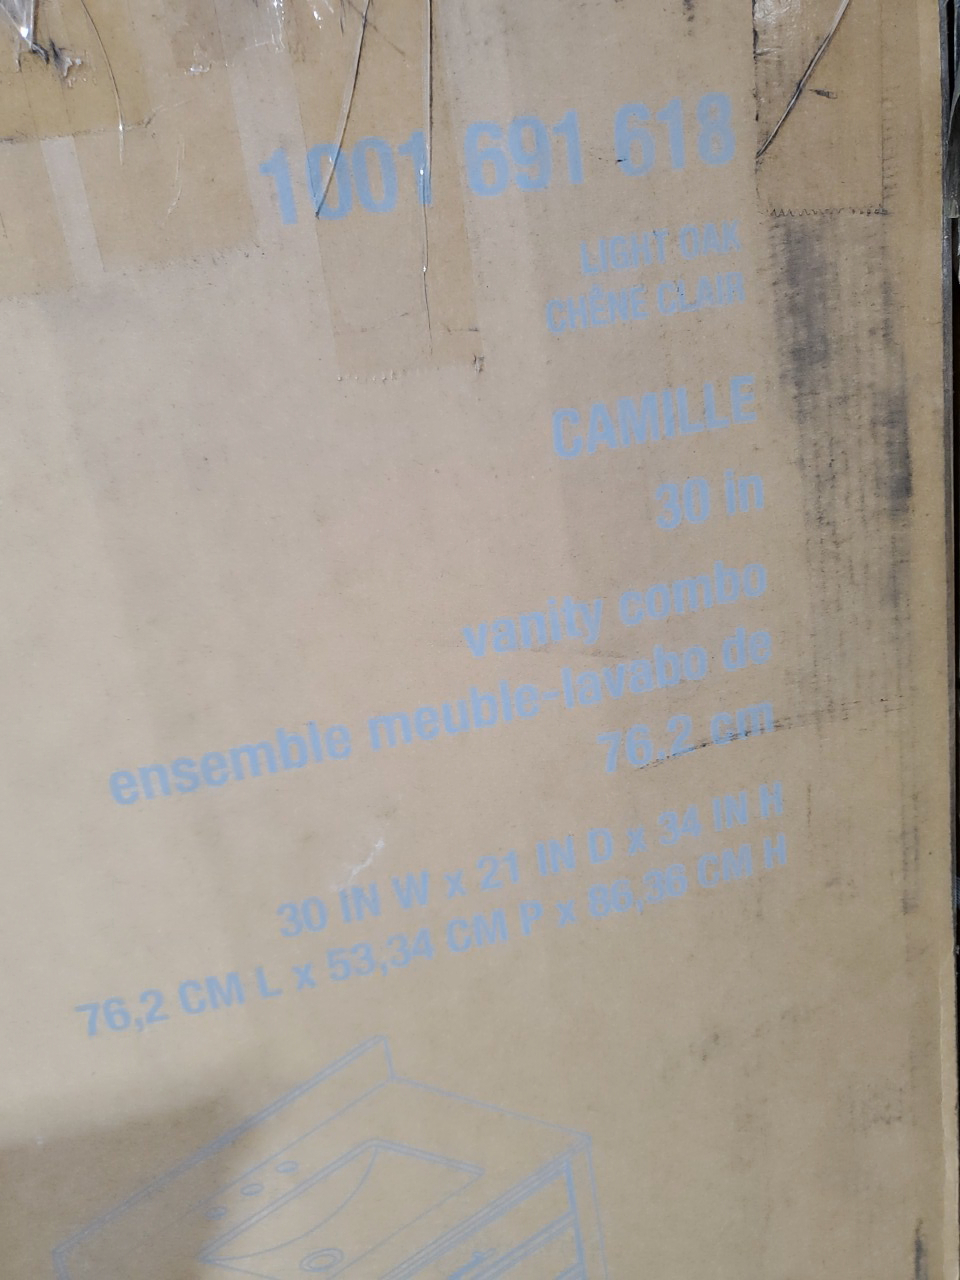 1001 691 618
LIGHT OAK
CHÊNE CLAIR
CAMILLE
30 in
vanity combo
ensemble meuble-lavabo de
76.2 cm
30 IN W x 21 IN D x 34 IN H
76,2 CM L x 53,34 CM P x 86,36 CM H